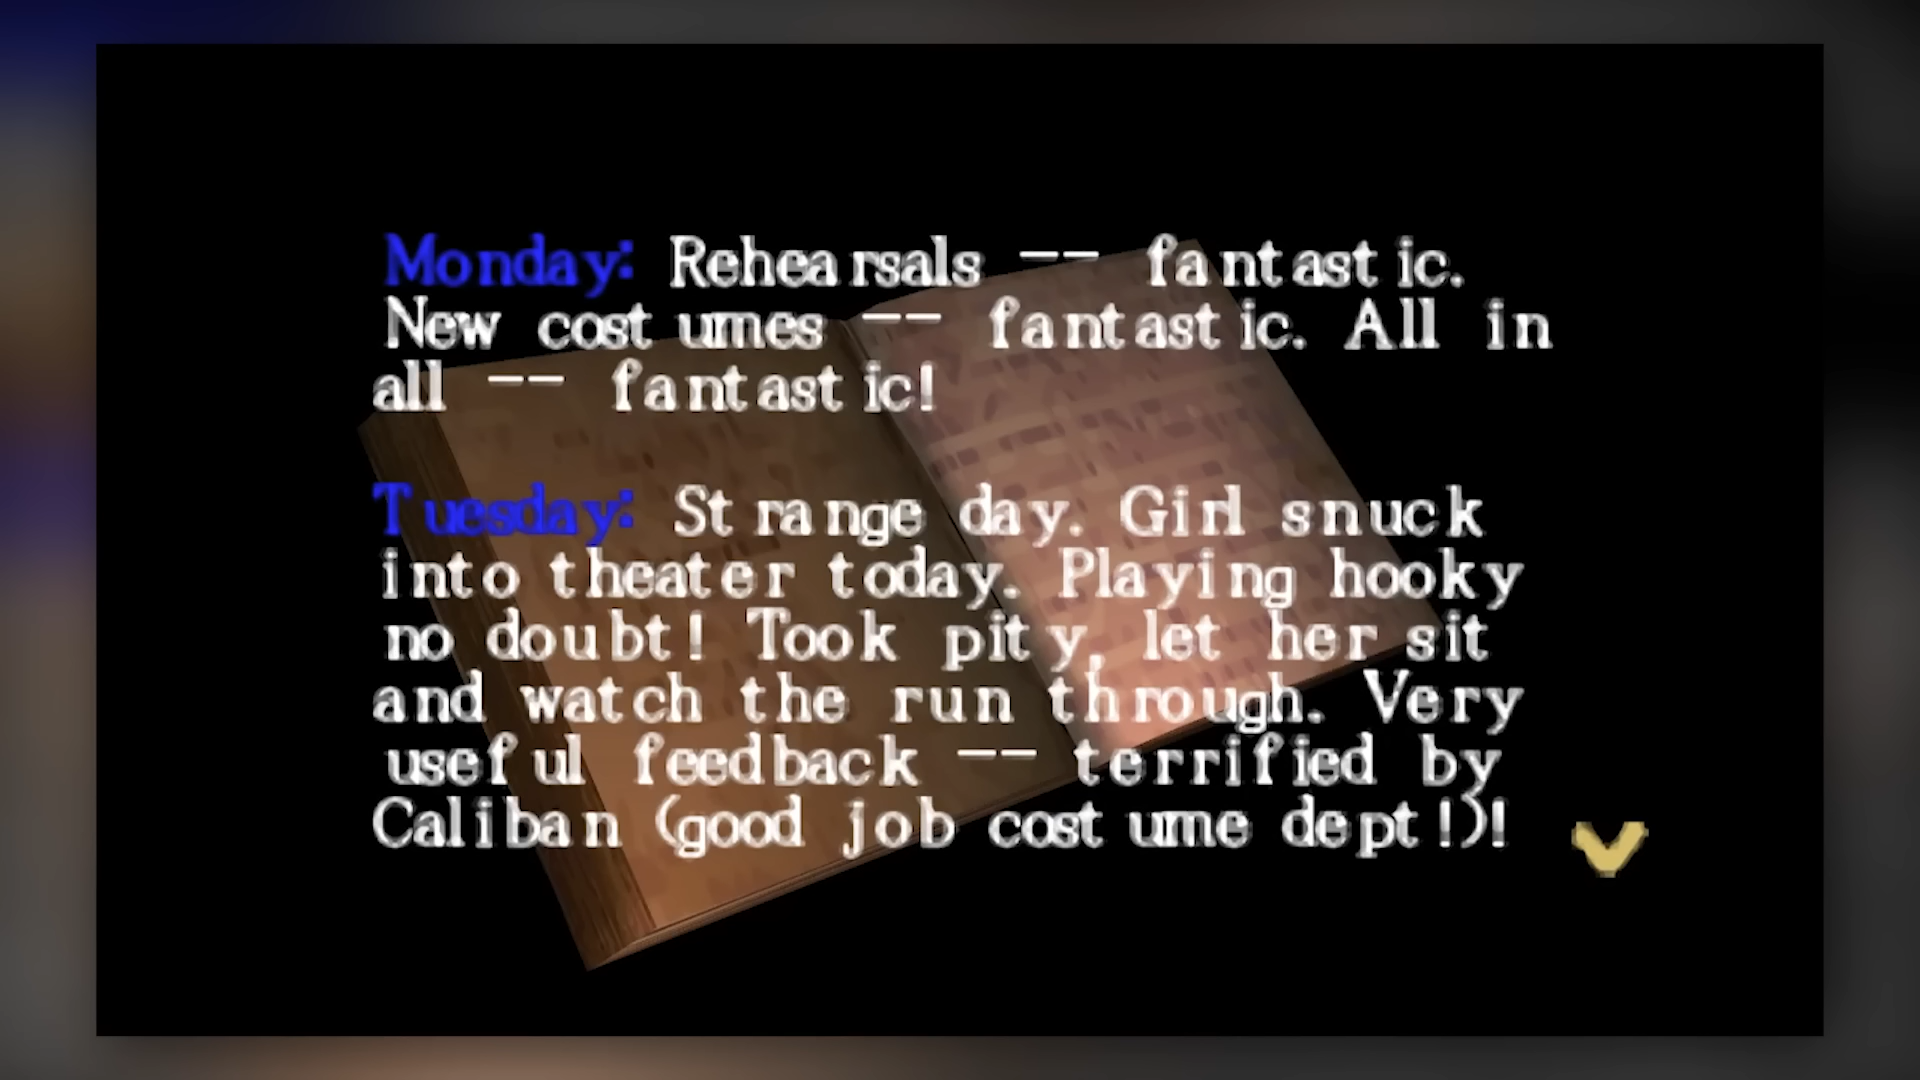 Monday: Rehearsals -- fantastic.
New costumes -- fantastic. All in
all -- fantastic!
Tuesday: Strange day. Girl snuck
into theater today. Playing hooky
no doubt! Took pity, let her sit
and watch the run through. Very
useful feedback -- terrified by
Caliban (good job costume dept!)!